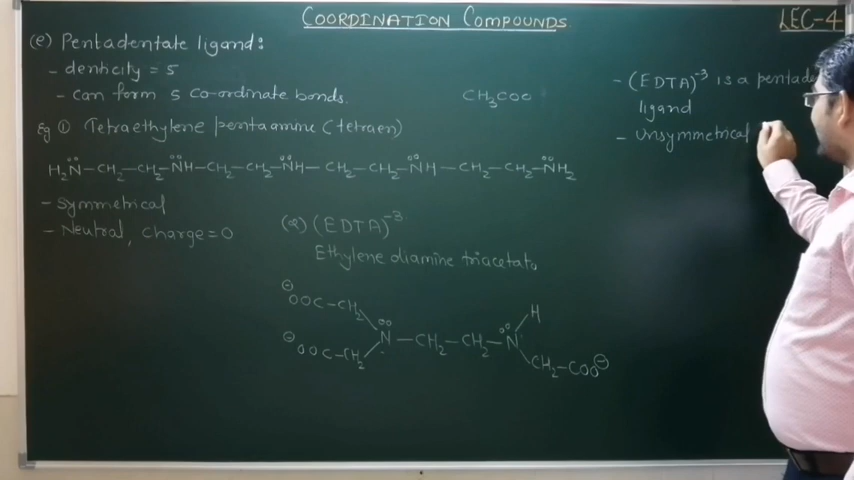 COORDINATION COMPOUNDS
LEC-4
(e) Pentadentate ligand:
- denticity = 5
- can form 5 co-ordinate bonds.
CH3COO
Eg ① Tetraethylene pentaamine (tetraen)
H2N̈-CH2-CH2-N̈H-CH2-CH2-N̈H-CH2-CH2-N̈H-CH2-CH2-N̈H2
- Symmetrical
- Neutral, charge = 0
(2) (EDTA)⁻³
Ethylene diamine triacetato
⊖OOC-CH2
⊖OOC-CH2
N̈-CH2-CH2-N̈
H
CH2-COO⊖
- (EDTA)⁻³ is a
ligand
- Unsymmetrical